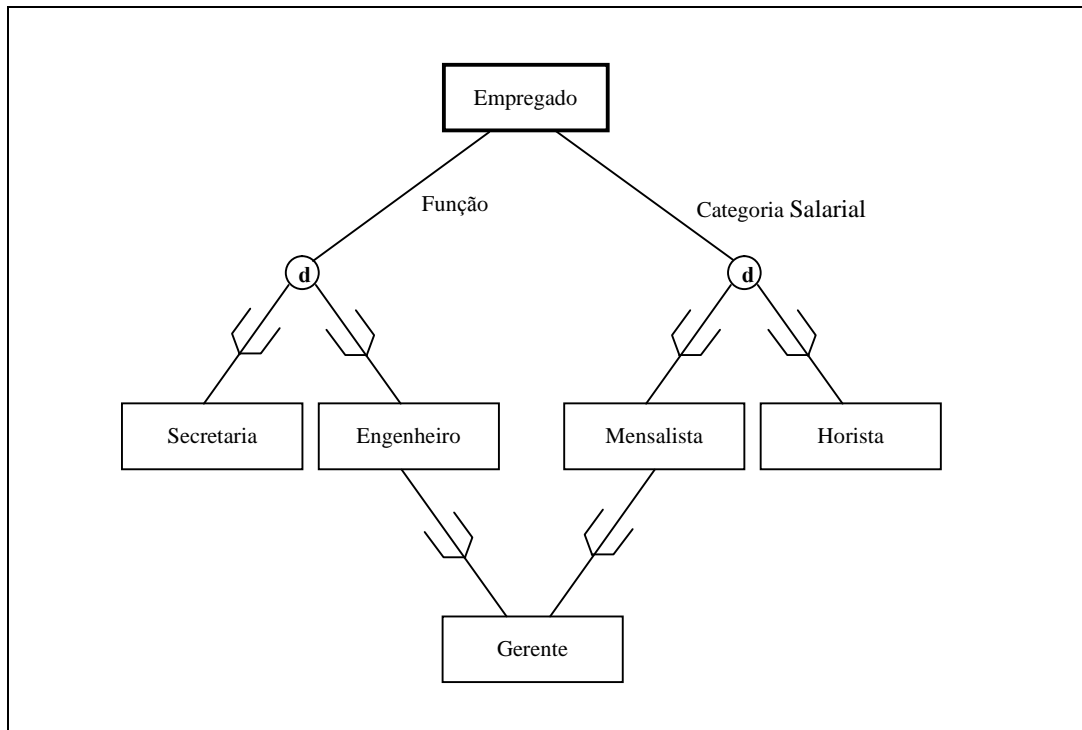 Empregado
Função
Categoria Salarial
d
d
Secretaria
Engenheiro
Mensalista
Horista
Gerente